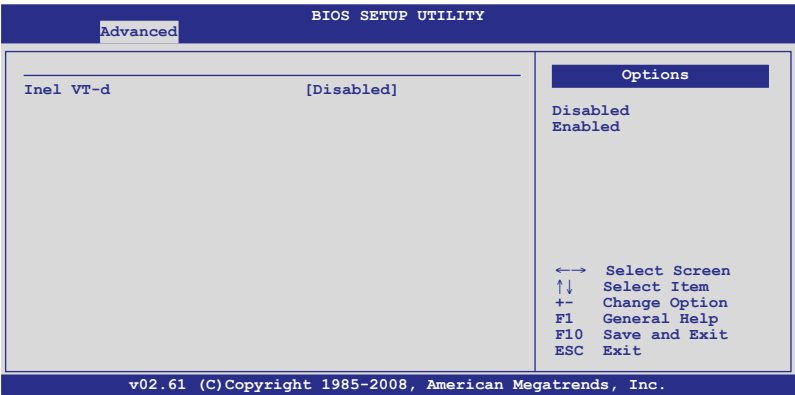 BIOS SETUP UTILITY
Advanced
Inel VT-d [Disabled]
Options
Disabled
Enabled
←→ Select Screen
↑↓ Select Item
+- Change Option
F1 General Help
F10 Save and Exit
ESC Exit
v02.61 (C)Copyright 1985-2008, American Megatrends, Inc.